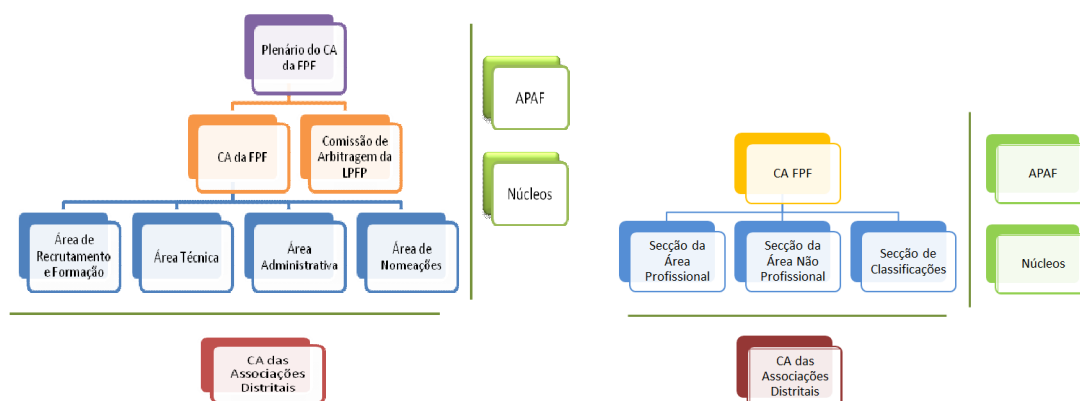 Plenário do CA
da FPF
CA da FPF
Comissão de
Arbitragem da
LPFP
Área de
Recrutamento
e Formação
Área Técnica
Área
Administrativa
Área de
Nomeações
CA das
Associações
Distritais
APAF
Núcleos
CA FPF
Secção da
Área
Profissional
Secção da
Área Não
Profissional
Secção de
Classificações
CA das
Associações
Distritais
APAF
Núcleos